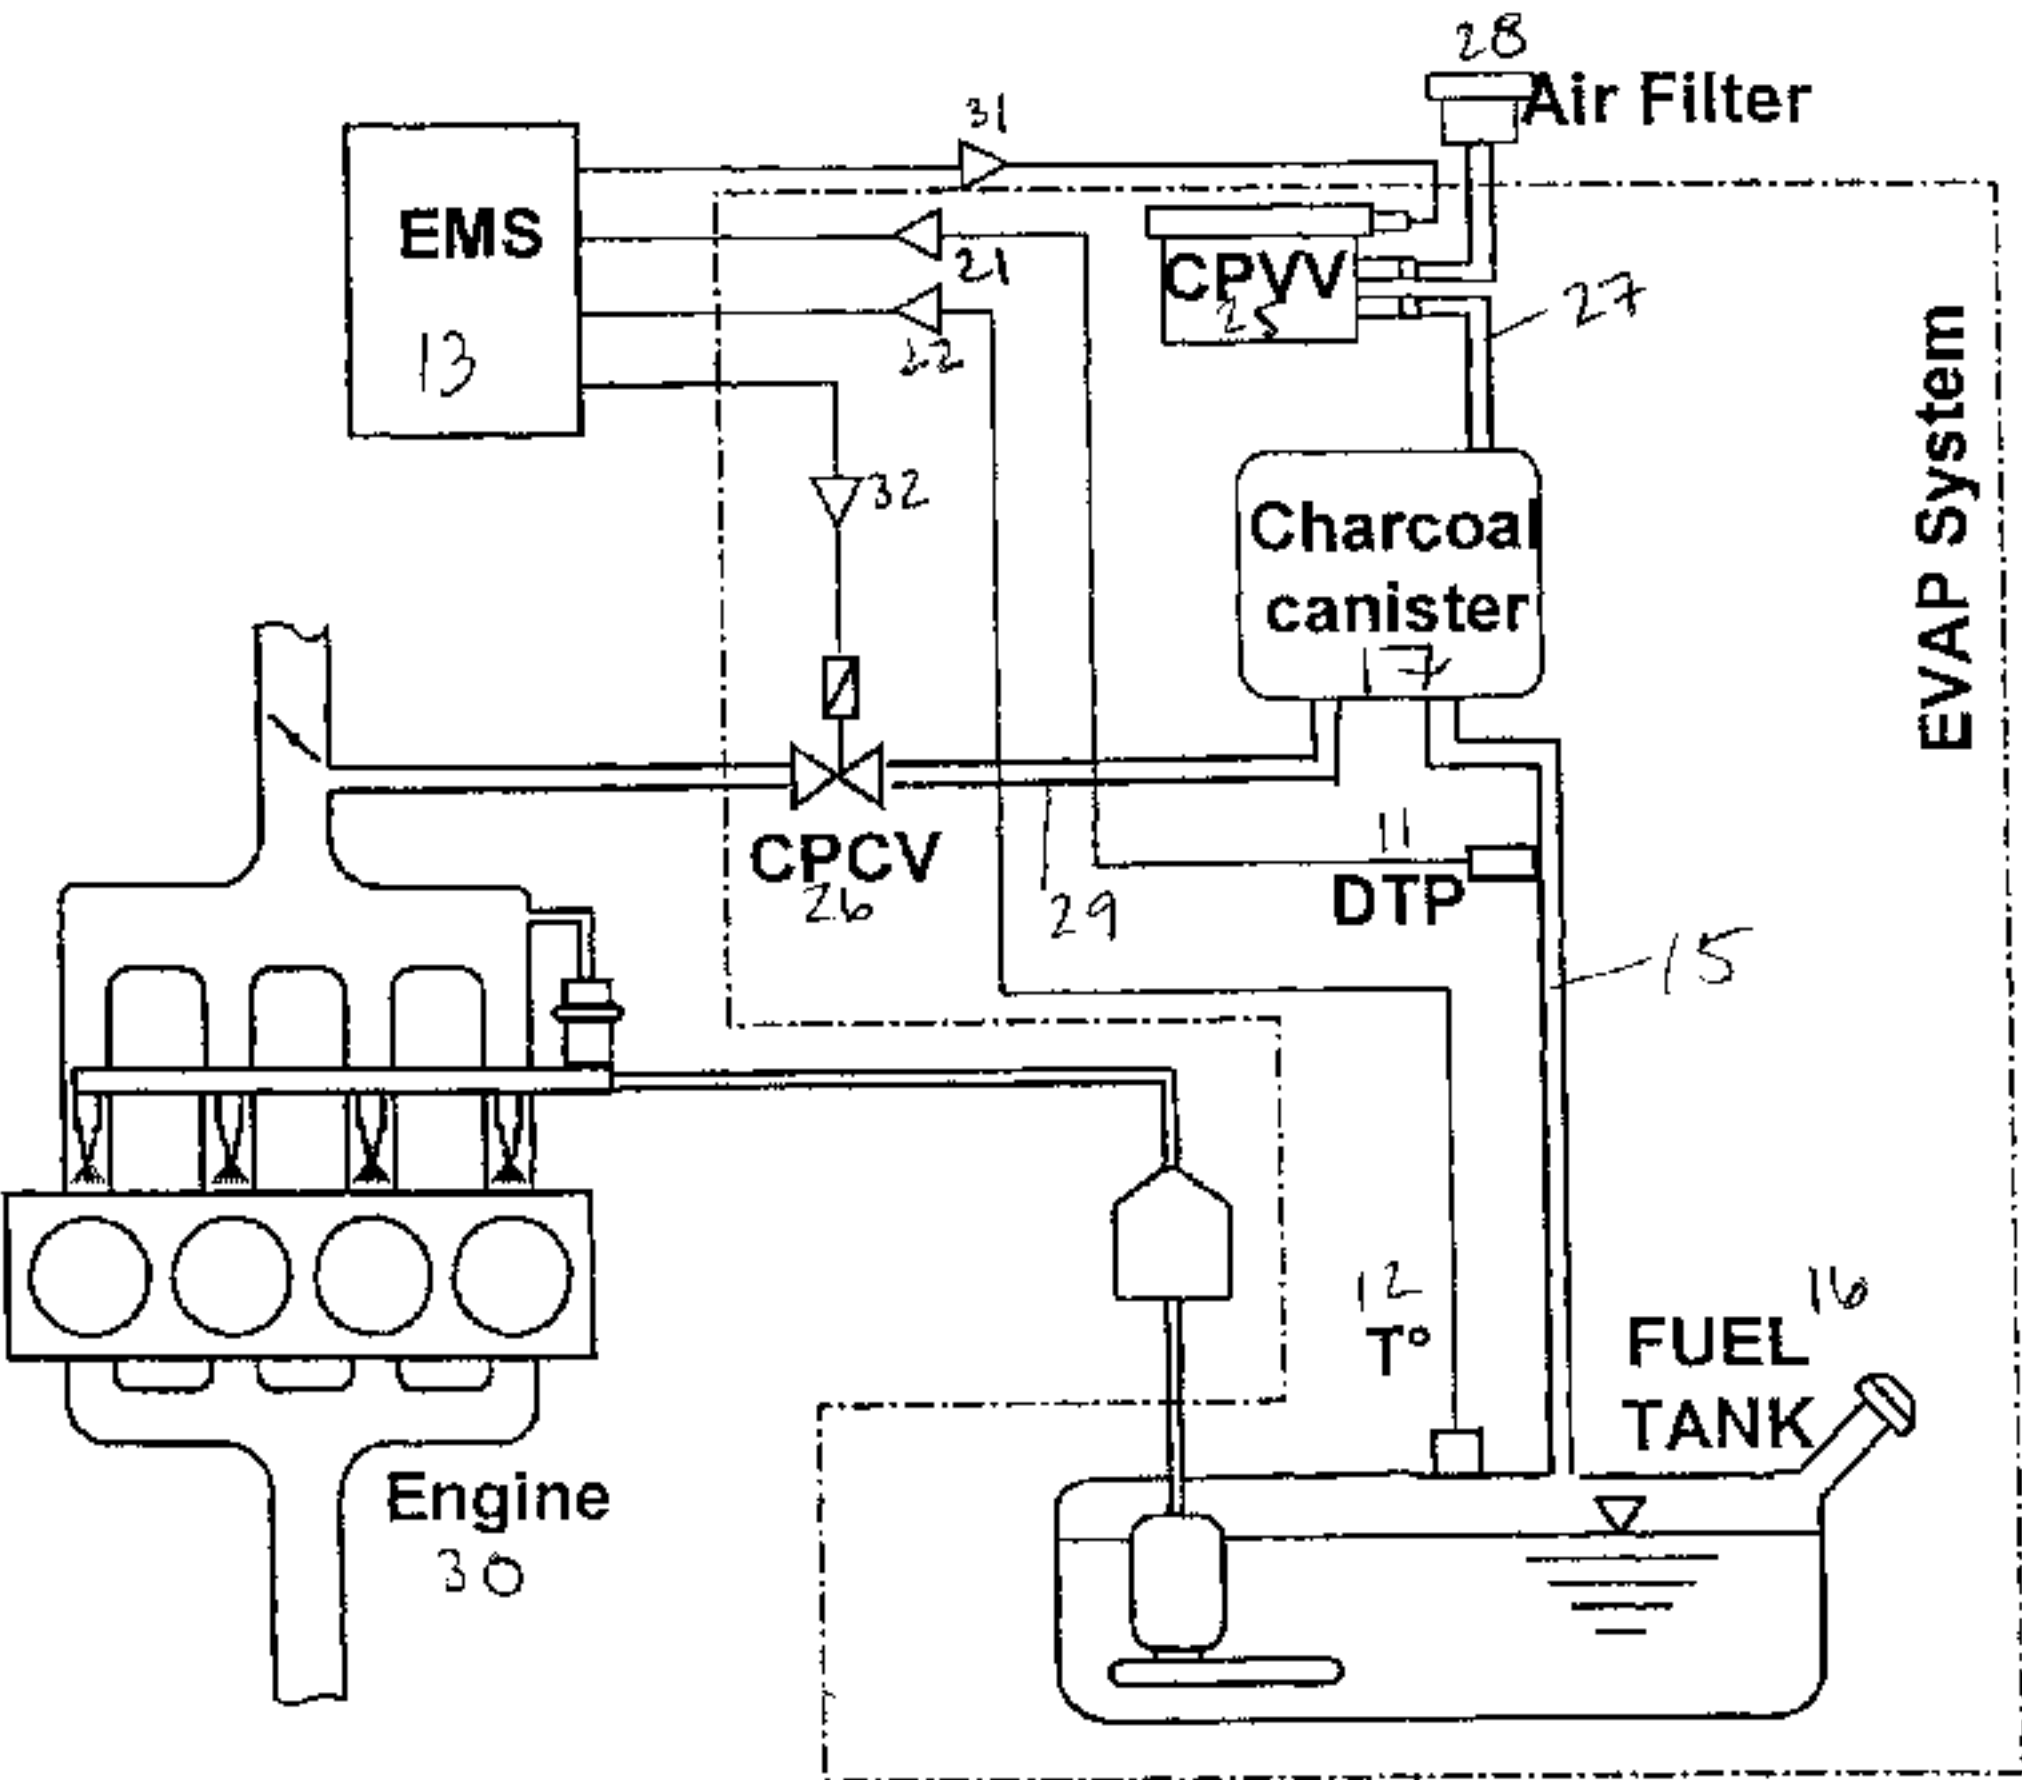 28
Air Filter
31
EMS
21
CPVV
27
22
13
32
Charcoal
canister
17
EVAP System
11
CPCV
DTP
26
29
15
12
16
T°
FUEL
TANK
Engine
30